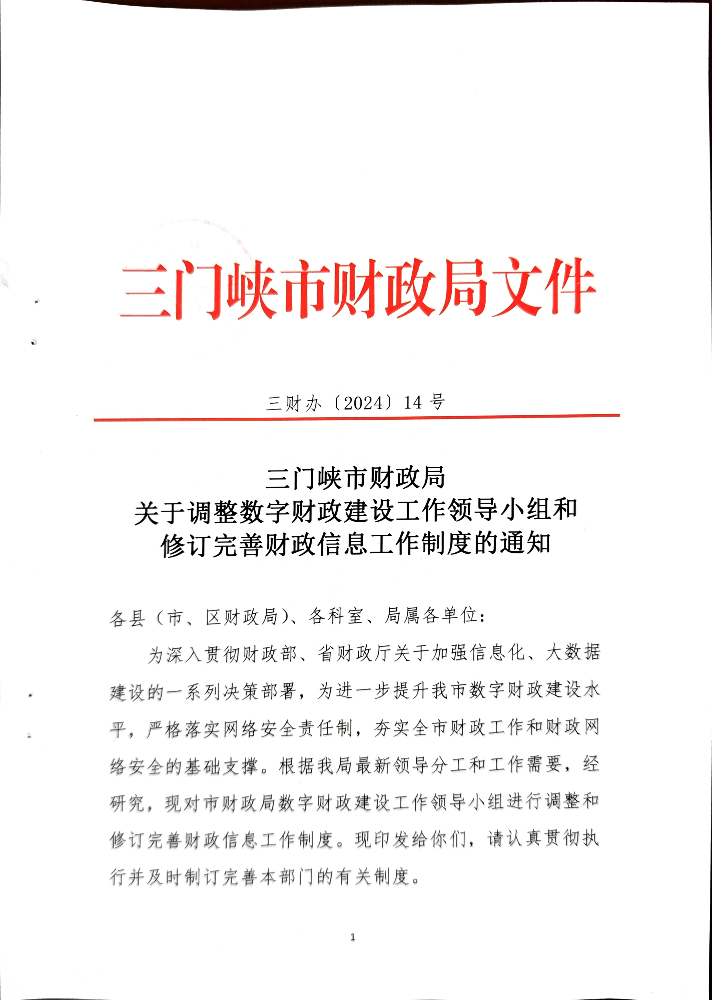 三门峡市财政局文件
三财办〔2024〕14 号
三门峡市财政局
关于调整数字财政建设工作领导小组和
修订完善财政信息工作制度的通知
各县（市、区财政局）、各科室、局属各单位：
为深入贯彻财政部、省财政厅关于加强信息化、大数据
建设的一系列决策部署，为进一步提升我市数字财政建设水
平，严格落实网络安全责任制，夯实全市财政工作和财政网
络安全的基础支撑。根据我局最新领导分工和工作需要，经
研究，现对市财政局数字财政建设工作领导小组进行调整和
修订完善财政信息工作制度。现印发给你们，请认真贯彻执
行并及时制订完善本部门的有关制度。
1